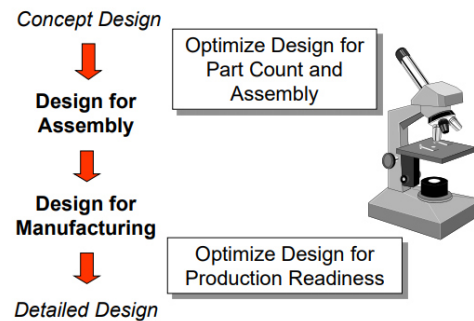 Concept Design
Optimize Design for
Part Count and
Assembly
Design for
Assembly
Design for
Manufacturing
Optimize Design for
Production Readiness
Detailed Design